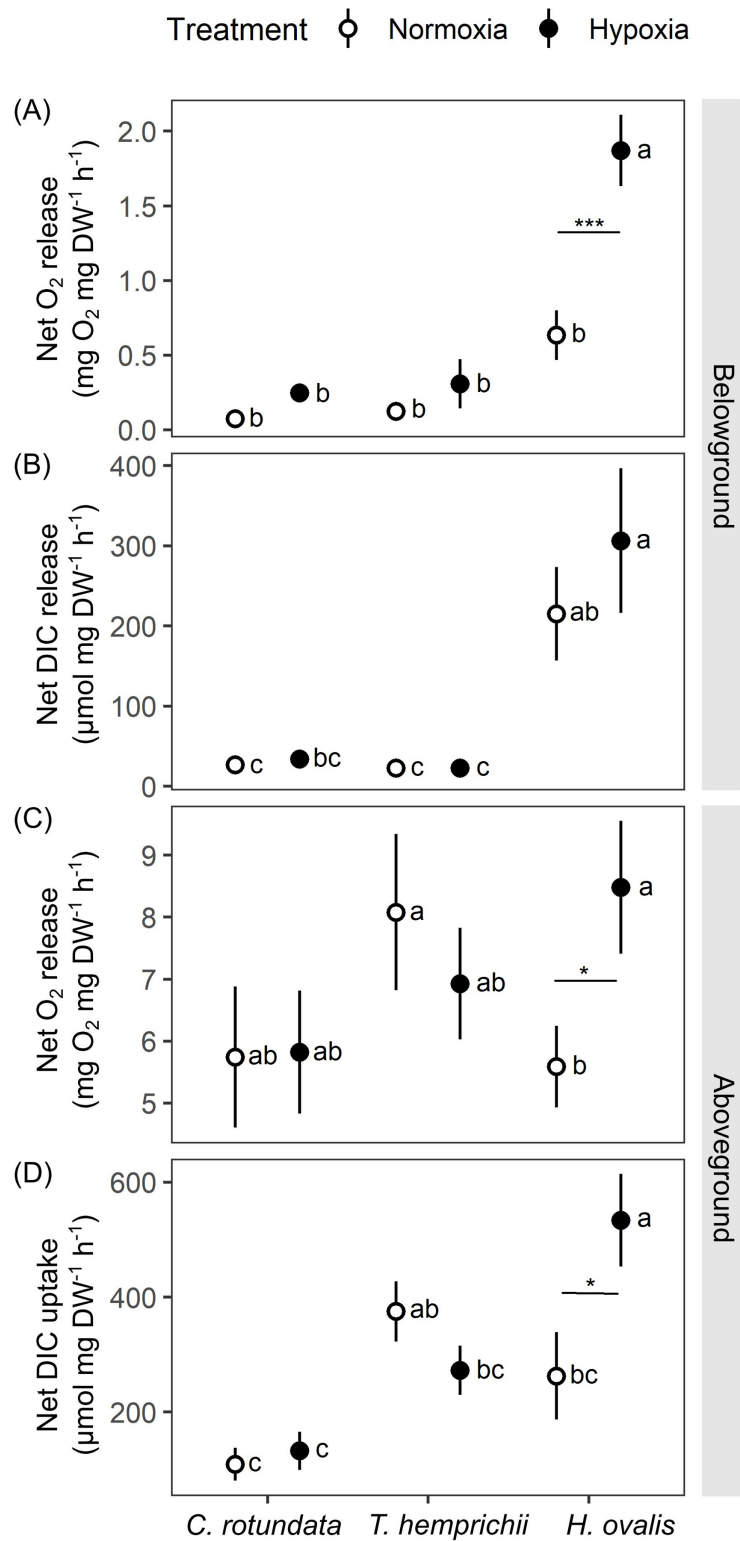 Treatment Normoxia Hypoxia
(A)
Net O2 release
(mg O2 mg DW-1 h-1)
2.0
1.5
1.0
0.5
0.0
b
b
b
b
b
***
a
Belowground
(B)
Net DIC release
(µmol mg DW-1 h-1)
400
300
200
100
0
c
bc
c
c
ab
a
(C)
Net O2 release
(mg O2 mg DW-1 h-1)
9
8
7
6
5
ab
ab
a
ab
b
*
a
Aboveground
(D)
Net DIC uptake
(µmol mg DW-1 h-1)
600
400
200
c
c
ab
bc
bc
*
a
C. rotundata T. hemprichii H. ovalis